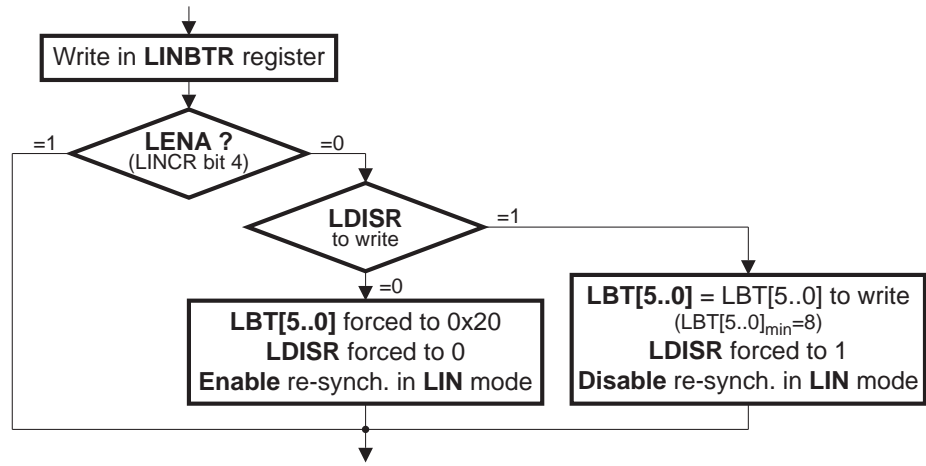 Write in LINBTR register
=1
LENA ?
=0
(LINCR bit 4)
LDISR
=1
to write
=0
LBT[5..0] forced to 0x20
LDISR forced to 0
Enable re-synch. in LIN mode
LBT[5..0] = LBT[5..0] to write
(LBT[5..0]min=8)
LDISR forced to 1
Disable re-synch. in LIN mode